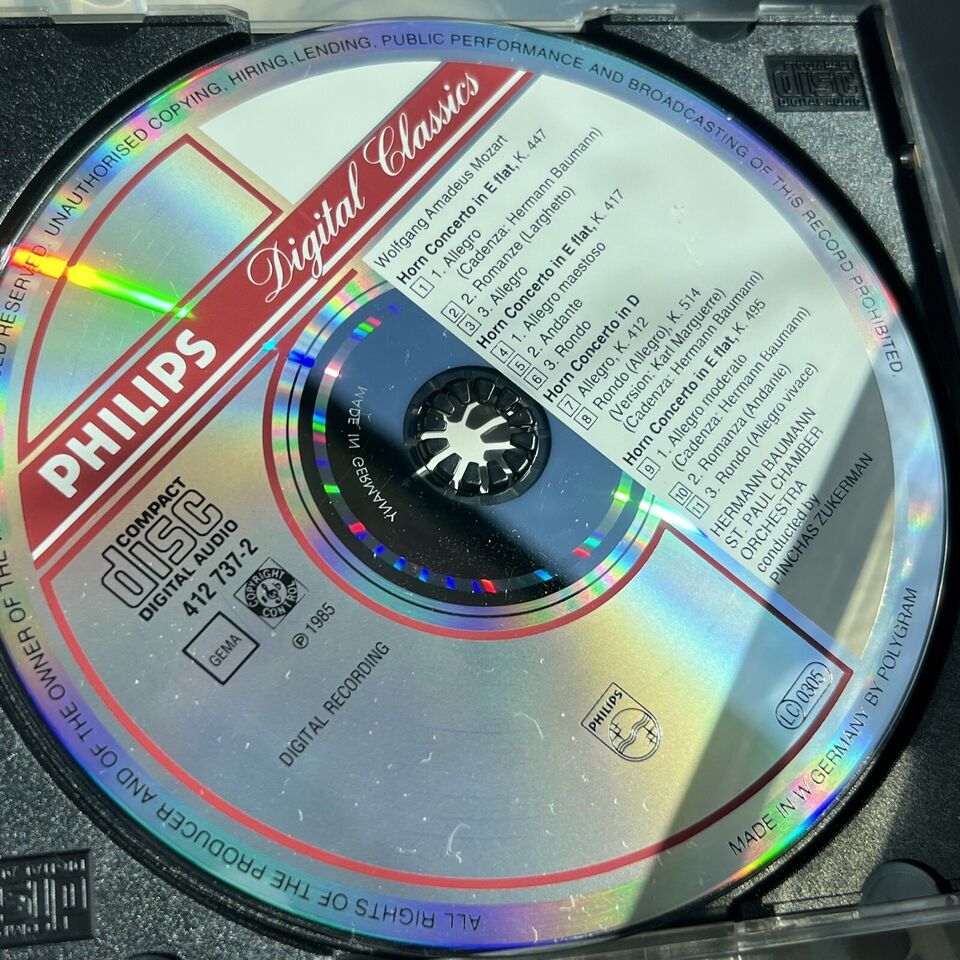 PHILIPS
Digital Classics
Wolfgang Amadeus Mozart
Horn Concerto in E flat, K. 447
1 1. Allegro
(Cadenza: Hermann Baumann)
2 2. Romanze (Larghetto)
3 3. Allegro
Horn Concerto in E flat, K. 417
4 1. Allegro maestoso
5 2. Andante
6 3. Rondo
Horn Concerto in D
7 Allegro, K. 412
8 Rondo (Allegro), K. 514
(Version: Karl Marguerre)
(Cadenza: Hermann Baumann)
Horn Concerto in E flat, K. 495
9 1. Allegro moderato
(Cadenza: Hermann Baumann)
10 2. Romanza (Andante)
11 3. Rondo (Allegro vivace)
HERMANN BAUMANN
ST. PAUL CHAMBER
ORCHESTRA
conducted by
PINCHAS ZUKERMAN
COMPACT
disc
DIGITAL AUDIO
412 737-2
GEMA
COPYRIGHT
CONTROL
℗ 1985
DIGITAL RECORDING
PHILIPS
LC 0305
MADE IN GERMANY
ALL RIGHTS OF THE PRODUCER AND OF THE OWNER OF THE RESERVED. UNAUTHORISED COPYING, HIRING, LENDING, PUBLIC PERFORMANCE AND BROADCASTING OF THIS RECORD PROHIBITED.
MADE IN W GERMANY BY POLYGRAM
COMPACT
disc
DIGITAL AUDIO